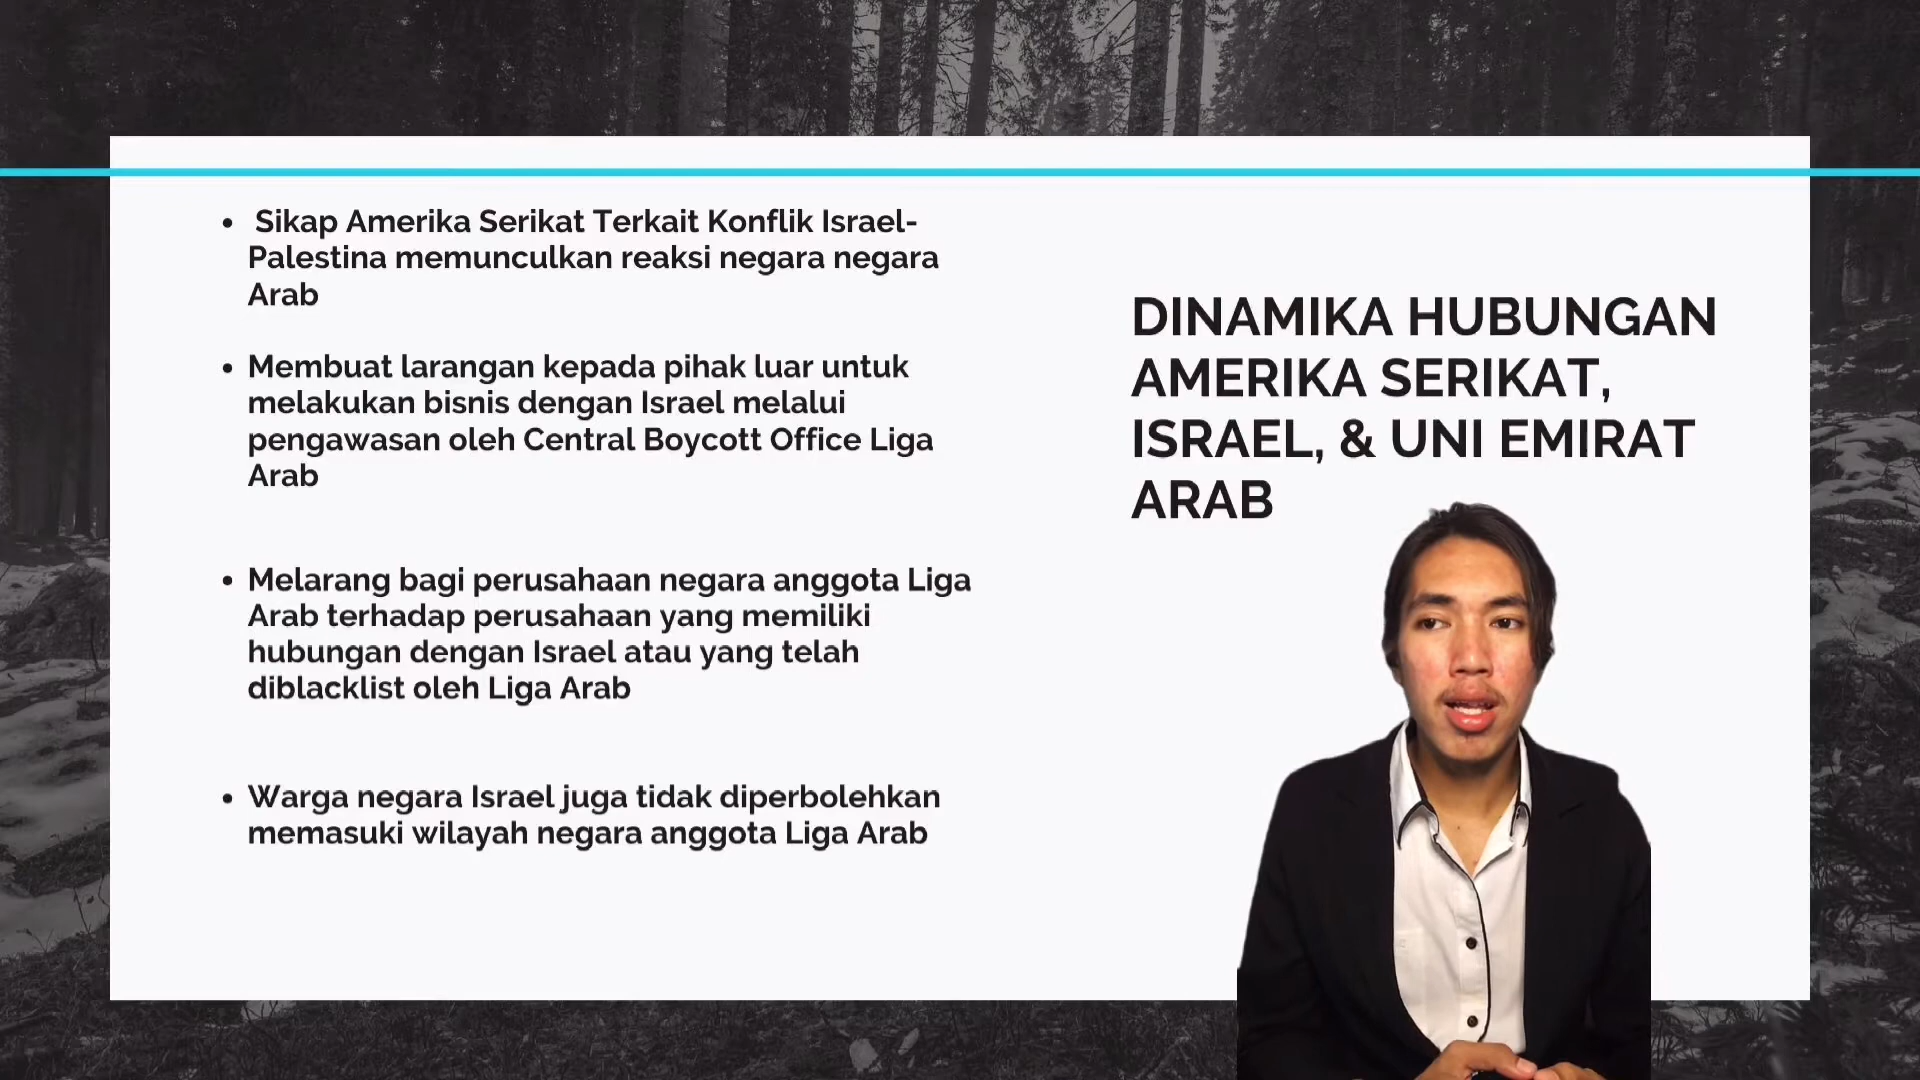 • Sikap Amerika Serikat Terkait Konflik Israel-
Palestina memunculkan reaksi negara negara
Arab
• Membuat larangan kepada pihak luar untuk
melakukan bisnis dengan Israel melalui
pengawasan oleh Central Boycott Office Liga
Arab
• Melarang bagi perusahaan negara anggota Liga
Arab terhadap perusahaan yang memiliki
hubungan dengan Israel atau yang telah
diblacklist oleh Liga Arab
• Warga negara Israel juga tidak diperbolehkan
memasuki wilayah negara anggota Liga Arab
DINAMIKA HUBUNGAN
AMERIKA SERIKAT,
ISRAEL, & UNI EMIRAT
ARAB